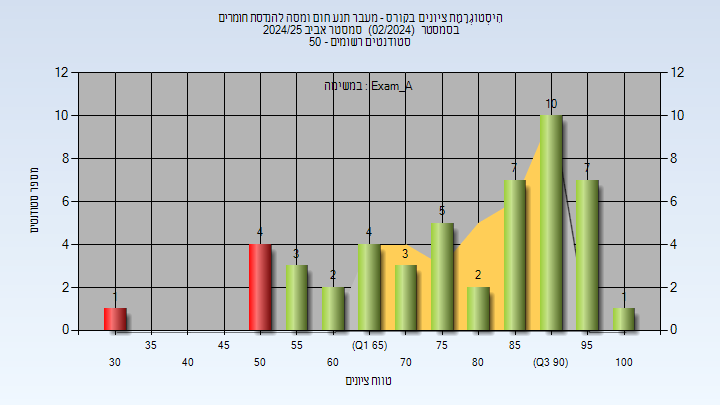 הִיסְטוֹגְרָמָת ציונים בקורס - מעבר תנע חום ומסה להנדסת חומרים
בסמסטר (02/2024) סמסטר אביב 2024/25
סטודנטים רשומים - 50
במשימה : Exam_A
מספר סטודנטים
12 12
10 10
8 8
6 6
4 4
2 2
0 0
1 4 3 2 4 3 5 2 7 10 7 1
35 45 55 (Q1 65) 75 85 95
30 40 50 60 70 80 (Q3 90) 100
טווח ציונים